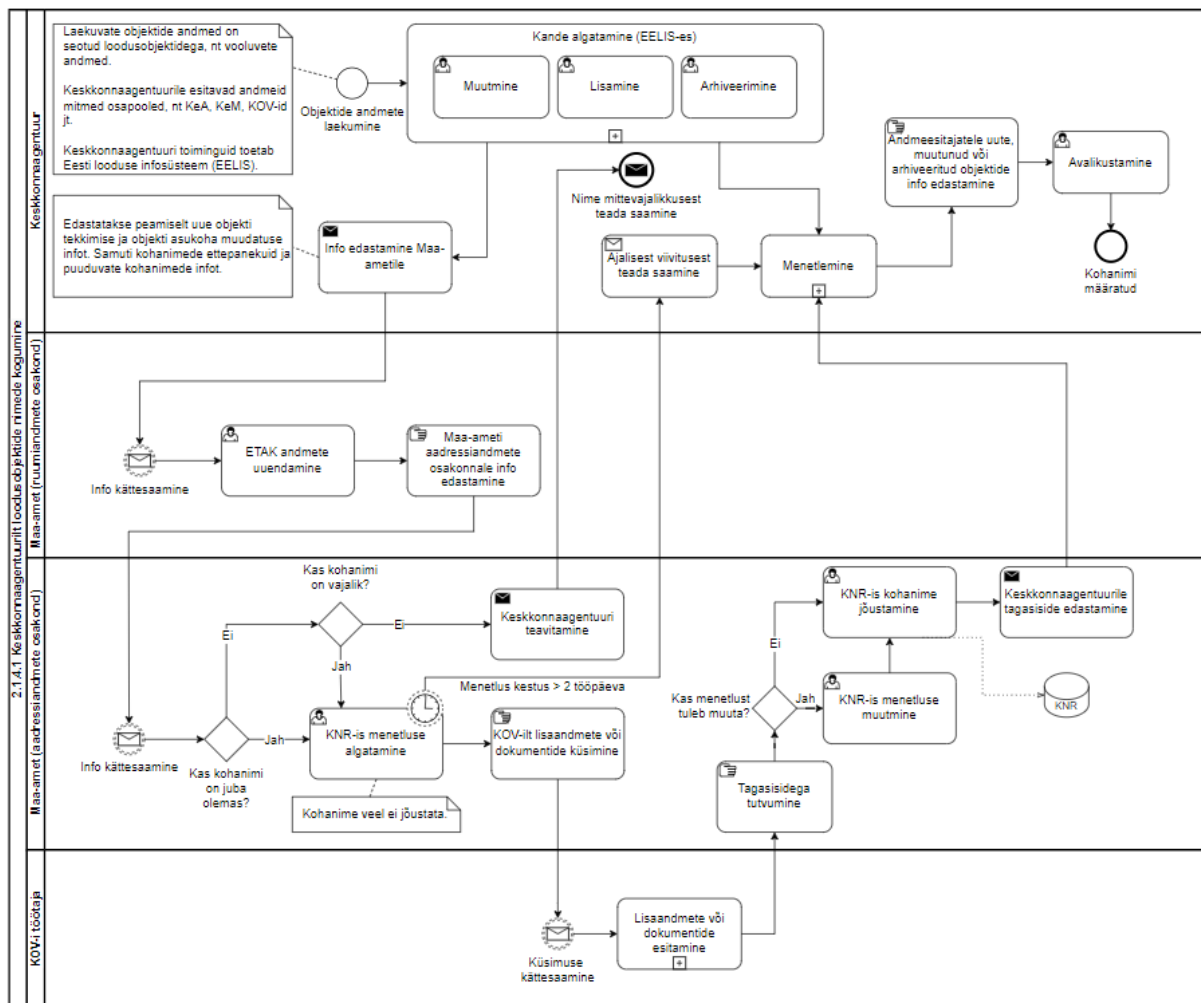 2.1.4.1 Keskkonnaagentuurilt loodusobjektide nimede kogumine
Keskkonnaagentuur
Laekuvate objektide andmed on
seotud loodusobjektidega, nt vooluvete
andmed.
Keskkonnaagentuurile esitavad andmeid
mitmed osapooled, nt KeA, KeM, KOV-id
jt.
Keskkonnaagentuuri toiminguid toetab
Eesti looduse infosüsteem (EELIS).
Objektide andmete
laekumine
Kande algatamine (EELIS-es)
Muutmine
Lisamine
Arhiveerimine
Edastatakse peamiselt uue objekti
tekkimise ja objekti asukoha muudatuse
infot. Samuti kohanimede ettepanekuid ja
puuduvate kohanimede infot.
Info edastamine Maa-
ametile
Nime mittevajalikkusest
teada saamine
Ajalisest viivitusest
teada saamine
Menetlemine
Andmeesitajatele uute,
muutunud või
arhiveeritud objektide
info edastamine
Avalikustamine
Kohanimi
määratud
Maa-amet (ruumiandmete osakond)
Info kättesaamine
ETAK andmete
uuendamine
Maa-ameti
aadressiandmete
osakonnale info
edastamine
Maa-amet (aadressiandmete osakond)
Info kättesaamine
Kas kohanimi
on juba
olemas?
Ei
Jah
Kas kohanimi
on vajalik?
Ei
Jah
Keskkonnaagentuuri
teavitamine
Menetlus kestus > 2 tööpäeva
KNR-is menetluse
algatamine
Kohanime veel ei jõustata.
KOV-ilt lisaandmete või
dokumentide küsimine
Tagasisidega
tutvumine
Kas menetlust
tuleb muuta?
Ei
Jah
KNR-is menetluse
muutmine
KNR-is kohanime
jõustamine
KNR
Keskkonnaagentuurile
tagasiside edastamine
KOV-i töötaja
Küsimuse
kättesaamine
Lisaandmete või
dokumentide
esitamine